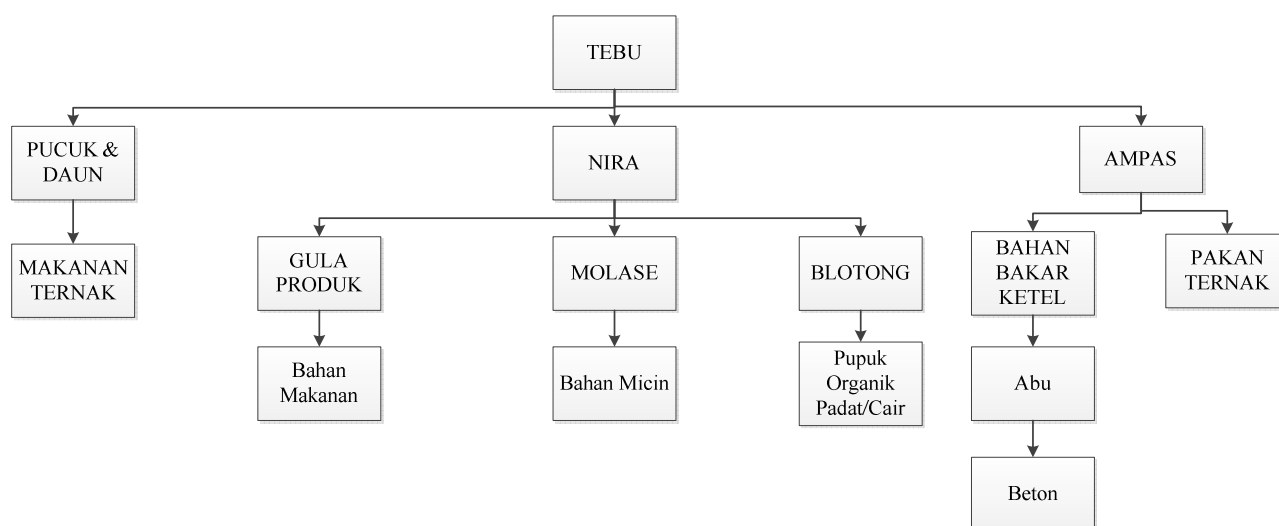 TEBU
PUCUK &
DAUN
NIRA
AMPAS
MAKANAN
TERNAK
GULA
PRODUK
MOLASE
BLOTONG
BAHAN
BAKAR
KETEL
PAKAN
TERNAK
Bahan
Makanan
Bahan Micin
Pupuk
Organik
Padat/Cair
Abu
Beton